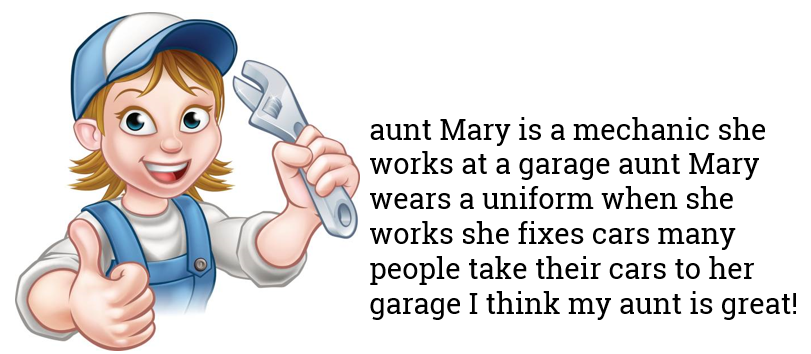 aunt Mary is a mechanic she
works at a garage aunt Mary
wears a uniform when she
works she fixes cars many
people take their cars to her
garage I think my aunt is great!